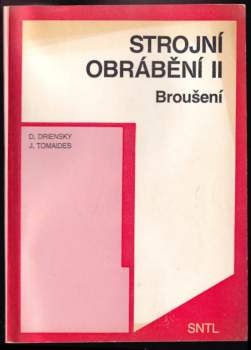 STROJNÍ
OBRÁBĚNÍ II
Broušení
D. DRIENSKY
J. TOMAIDES
SNTL